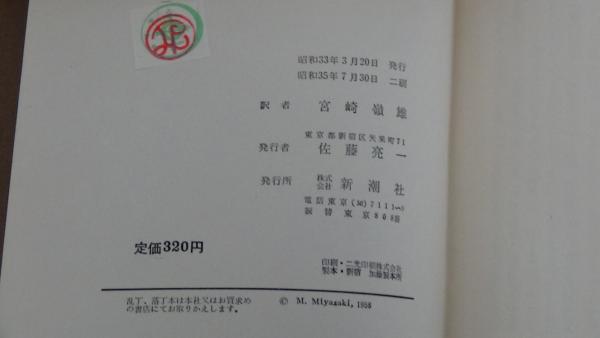 昭和33年3月20日 発行
昭和35年7月30日 二刷
訳者 宮崎嶺雄
東京都新宿区矢来町71
発行者 佐藤亮一
発行所 株式会社 新潮社
電話東京(34)7111〜9
振替東京808番
定価320円
印刷・二光印刷株式会社
製本・新宿 加藤製本所
乱丁、落丁本は本社又はお買求め
の書店にてお取りかえします。
© M. Miyazaki, 1958